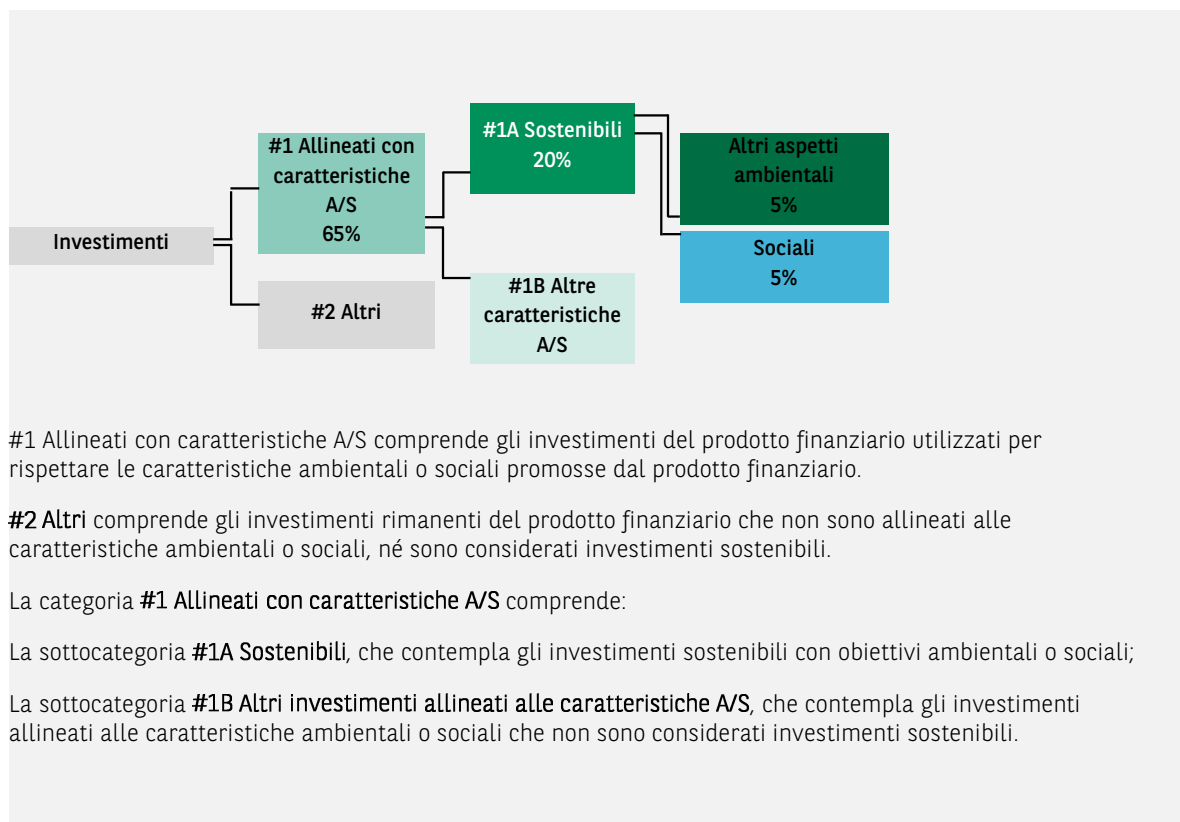 Investimenti
#1 Allineati con
caratteristiche
A/S
65%
#2 Altri
#1A Sostenibili
20%
#1B Altre
caratteristiche
A/S
Altri aspetti
ambientali
5%
Sociali
5%
#1 Allineati con caratteristiche A/S comprende gli investimenti del prodotto finanziario utilizzati per
rispettare le caratteristiche ambientali o sociali promosse dal prodotto finanziario.
#2 Altri comprende gli investimenti rimanenti del prodotto finanziario che non sono allineati alle
caratteristiche ambientali o sociali, né sono considerati investimenti sostenibili.
La categoria #1 Allineati con caratteristiche A/S comprende:
La sottocategoria #1A Sostenibili, che contempla gli investimenti sostenibili con obiettivi ambientali o sociali;
La sottocategoria #1B Altri investimenti allineati alle caratteristiche A/S, che contempla gli investimenti
allineati alle caratteristiche ambientali o sociali che non sono considerati investimenti sostenibili.